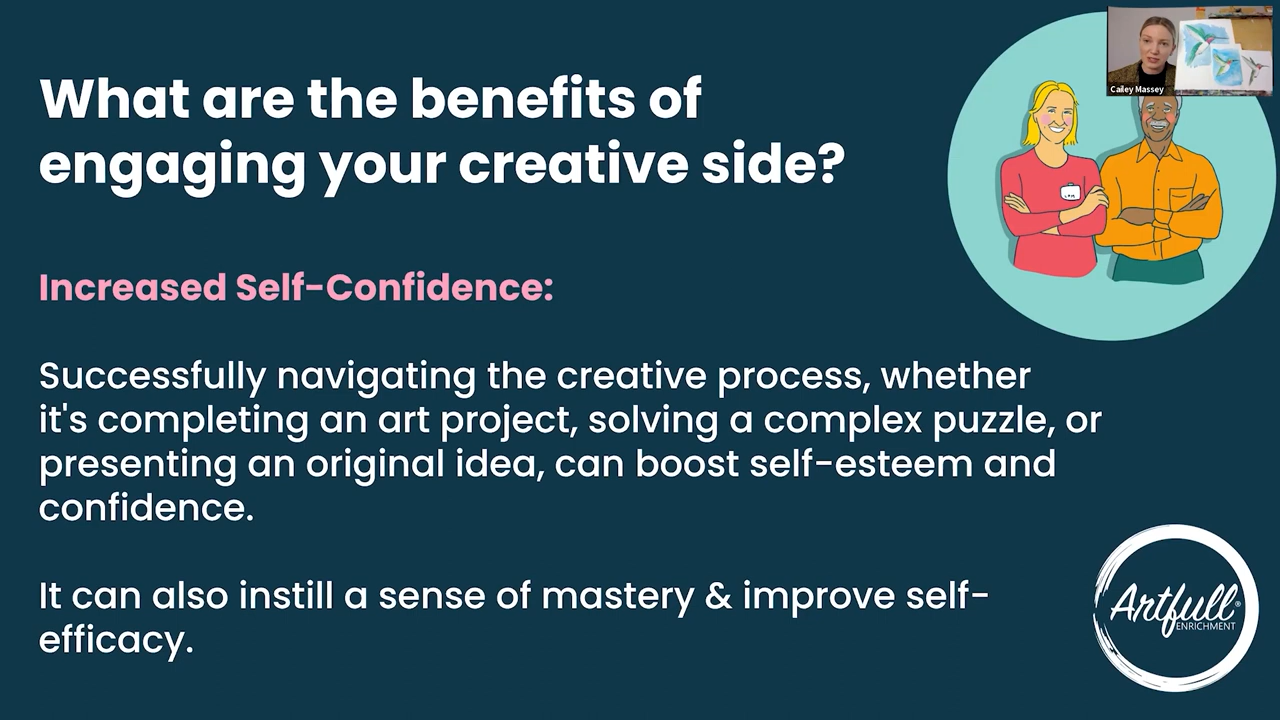 Cailey Massey
What are the benefits of
engaging your creative side?
Increased Self-Confidence:
Successfully navigating the creative process, whether
it's completing an art project, solving a complex puzzle, or
presenting an original idea, can boost self-esteem and
confidence.
It can also instill a sense of mastery & improve self-
efficacy.
Artfull®
ENRICHMENT